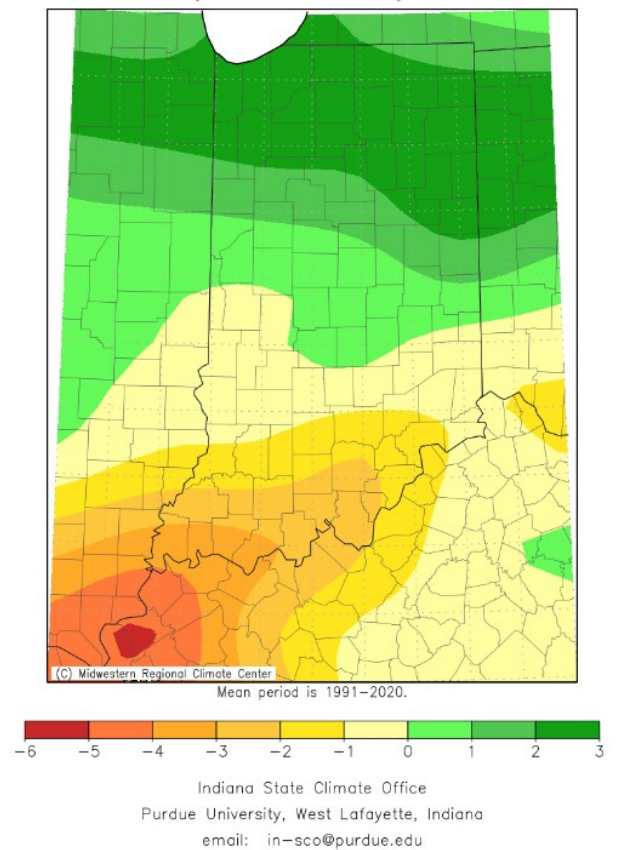 (C) Midwestern Regional Climate Center
Mean period is 1991-2020.
-6 -5 -4 -3 -2 -1 0 1 2 3
Indiana State Climate Office
Purdue University, West Lafayette, Indiana
email: in-sco@purdue.edu